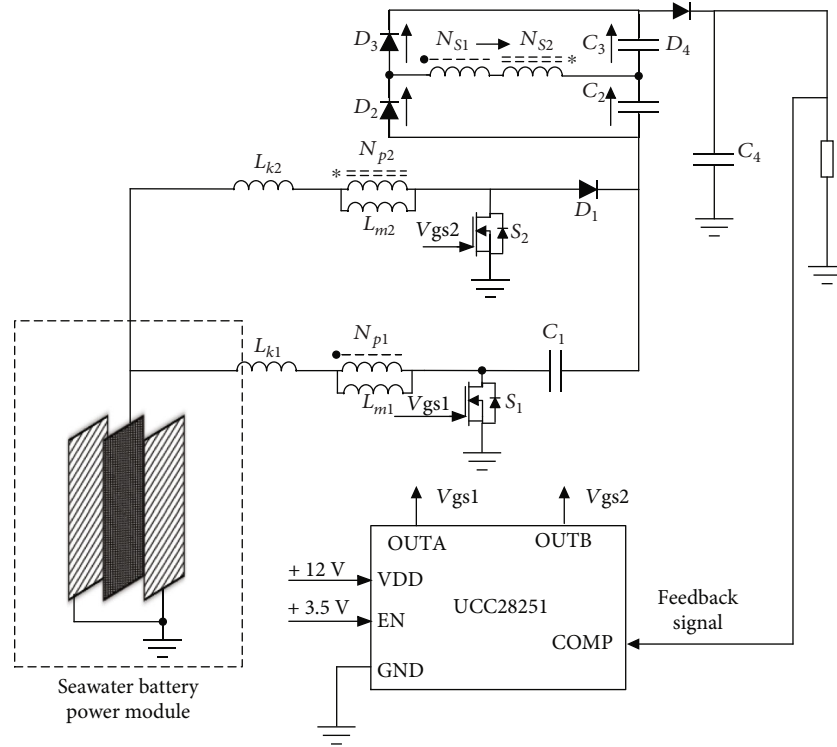 D3
NS1
NS2
*
C3
D4
D2
C2
Np2
Lk2
*
C4
Lm2
D1
Vgs2
S2
Np1
C1
Lk1
Lm1
Vgs1
S1
Vgs1
Vgs2
OUTA
OUTB
+ 12 V
VDD
UCC28251
+ 3.5 V
EN
Feedback
signal
COMP
GND
Seawater battery
power module